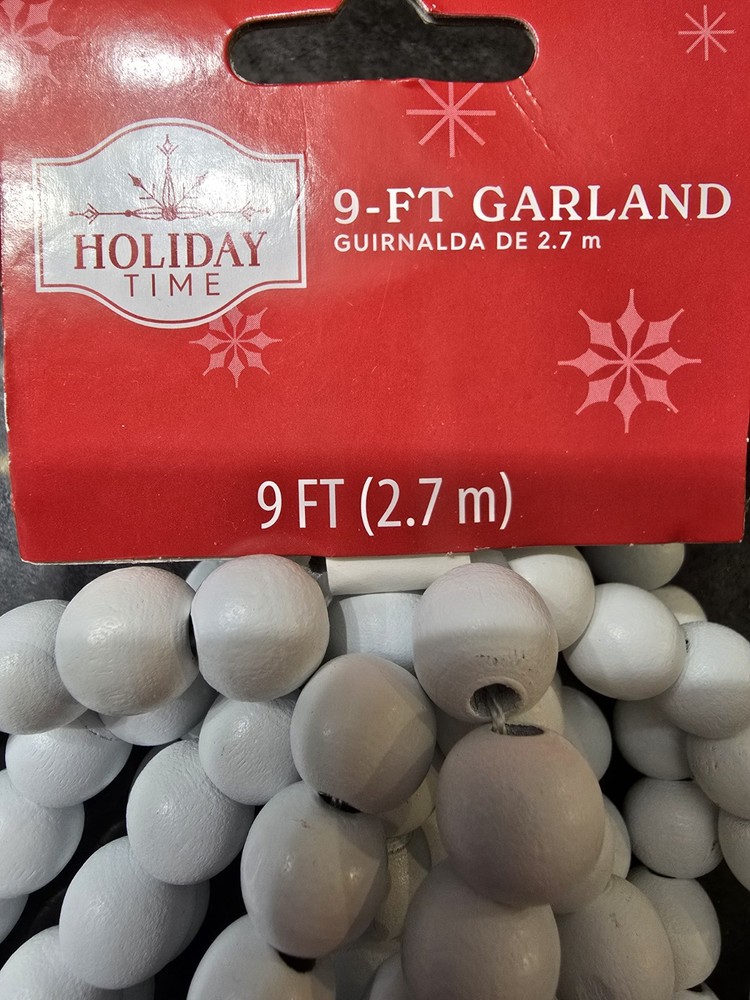 HOLIDAY
TIME
9-FT GARLAND
GUIRNALDA DE 2.7 m
9 FT (2.7 m)